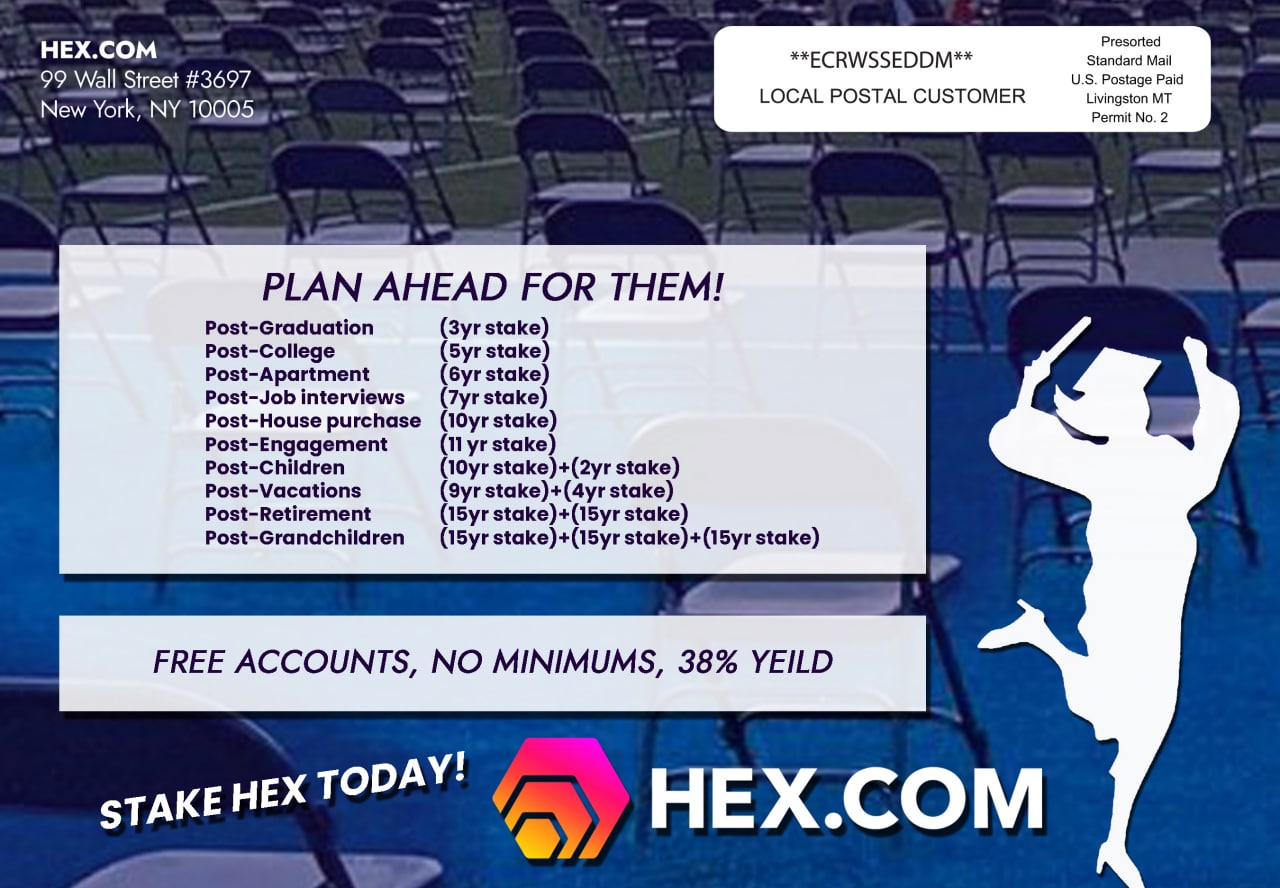 HEX.COM
99 Wall Street #3697
New York, NY 10005
**ECRWSSEDDM**
LOCAL POSTAL CUSTOMER
Presorted
Standard Mail
U.S. Postage Paid
Livingston MT
Permit No. 2
PLAN AHEAD FOR THEM!
Post-Graduation (3yr stake)
Post-College (5yr stake)
Post-Apartment (6yr stake)
Post-Job interviews (7yr stake)
Post-House purchase (10yr stake)
Post-Engagement (11 yr stake)
Post-Children (10yr stake)+(2yr stake)
Post-Vacations (9yr stake)+(4yr stake)
Post-Retirement (15yr stake)+(15yr stake)
Post-Grandchildren (15yr stake)+(15yr stake)+(15yr stake)
FREE ACCOUNTS, NO MINIMUMS, 38% YEILD
STAKE HEX TODAY!
HEX.COM